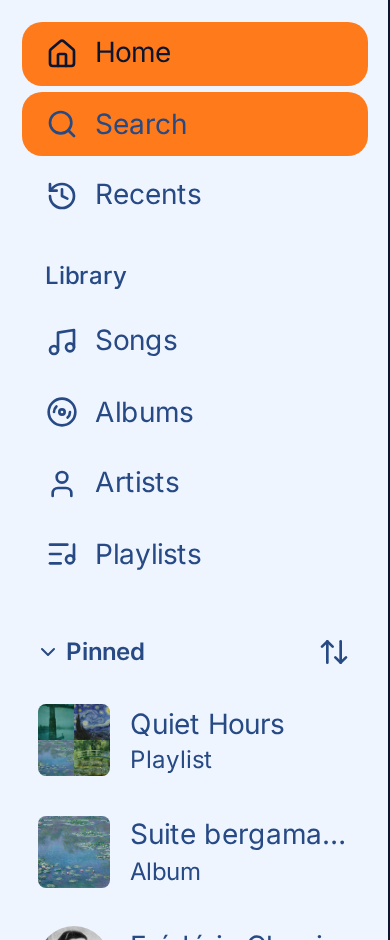 Home
Search
Recents
Library
Songs
Albums
Artists
Playlists
Pinned
Quiet Hours
Playlist
Suite bergama...
Album